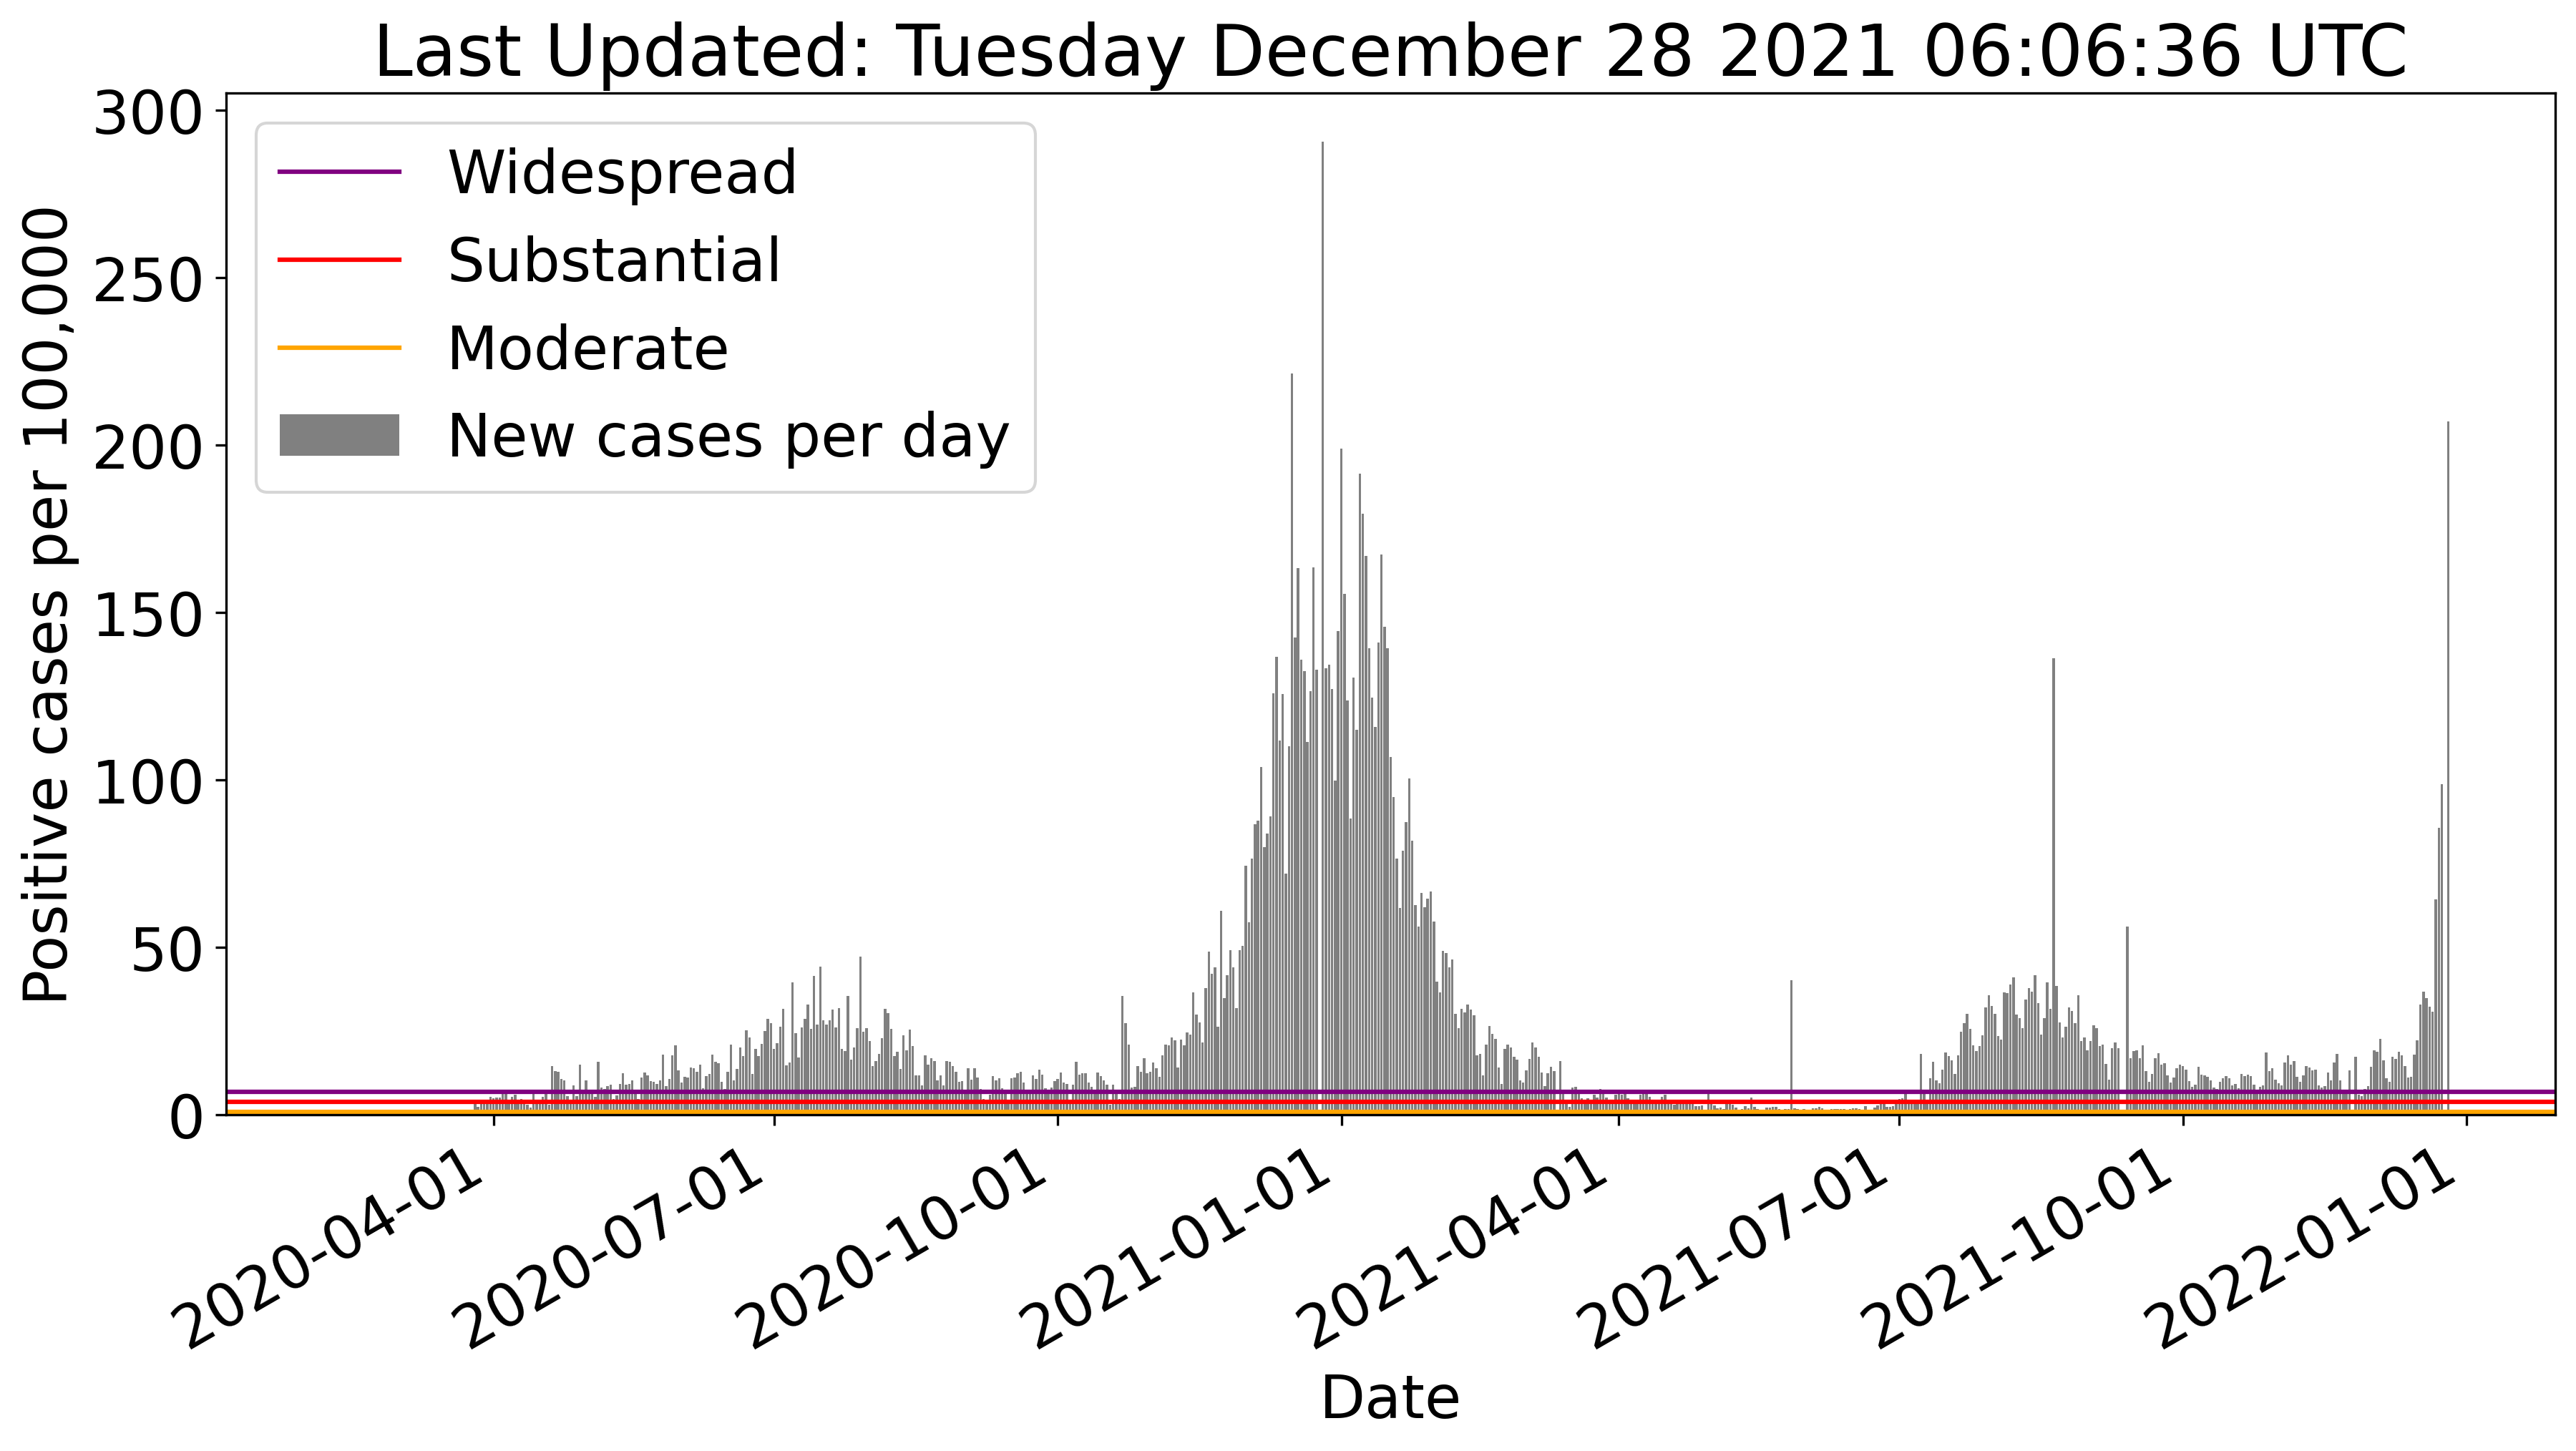 Last Updated: Tuesday December 28 2021 06:06:36 UTC
Positive cases per 100,000
300
250
200
150
100
50
0
Widespread
Substantial
Moderate
New cases per day
2020-04-01
2020-07-01
2020-10-01
2021-01-01
2021-04-01
2021-07-01
2021-10-01
2022-01-01
Date